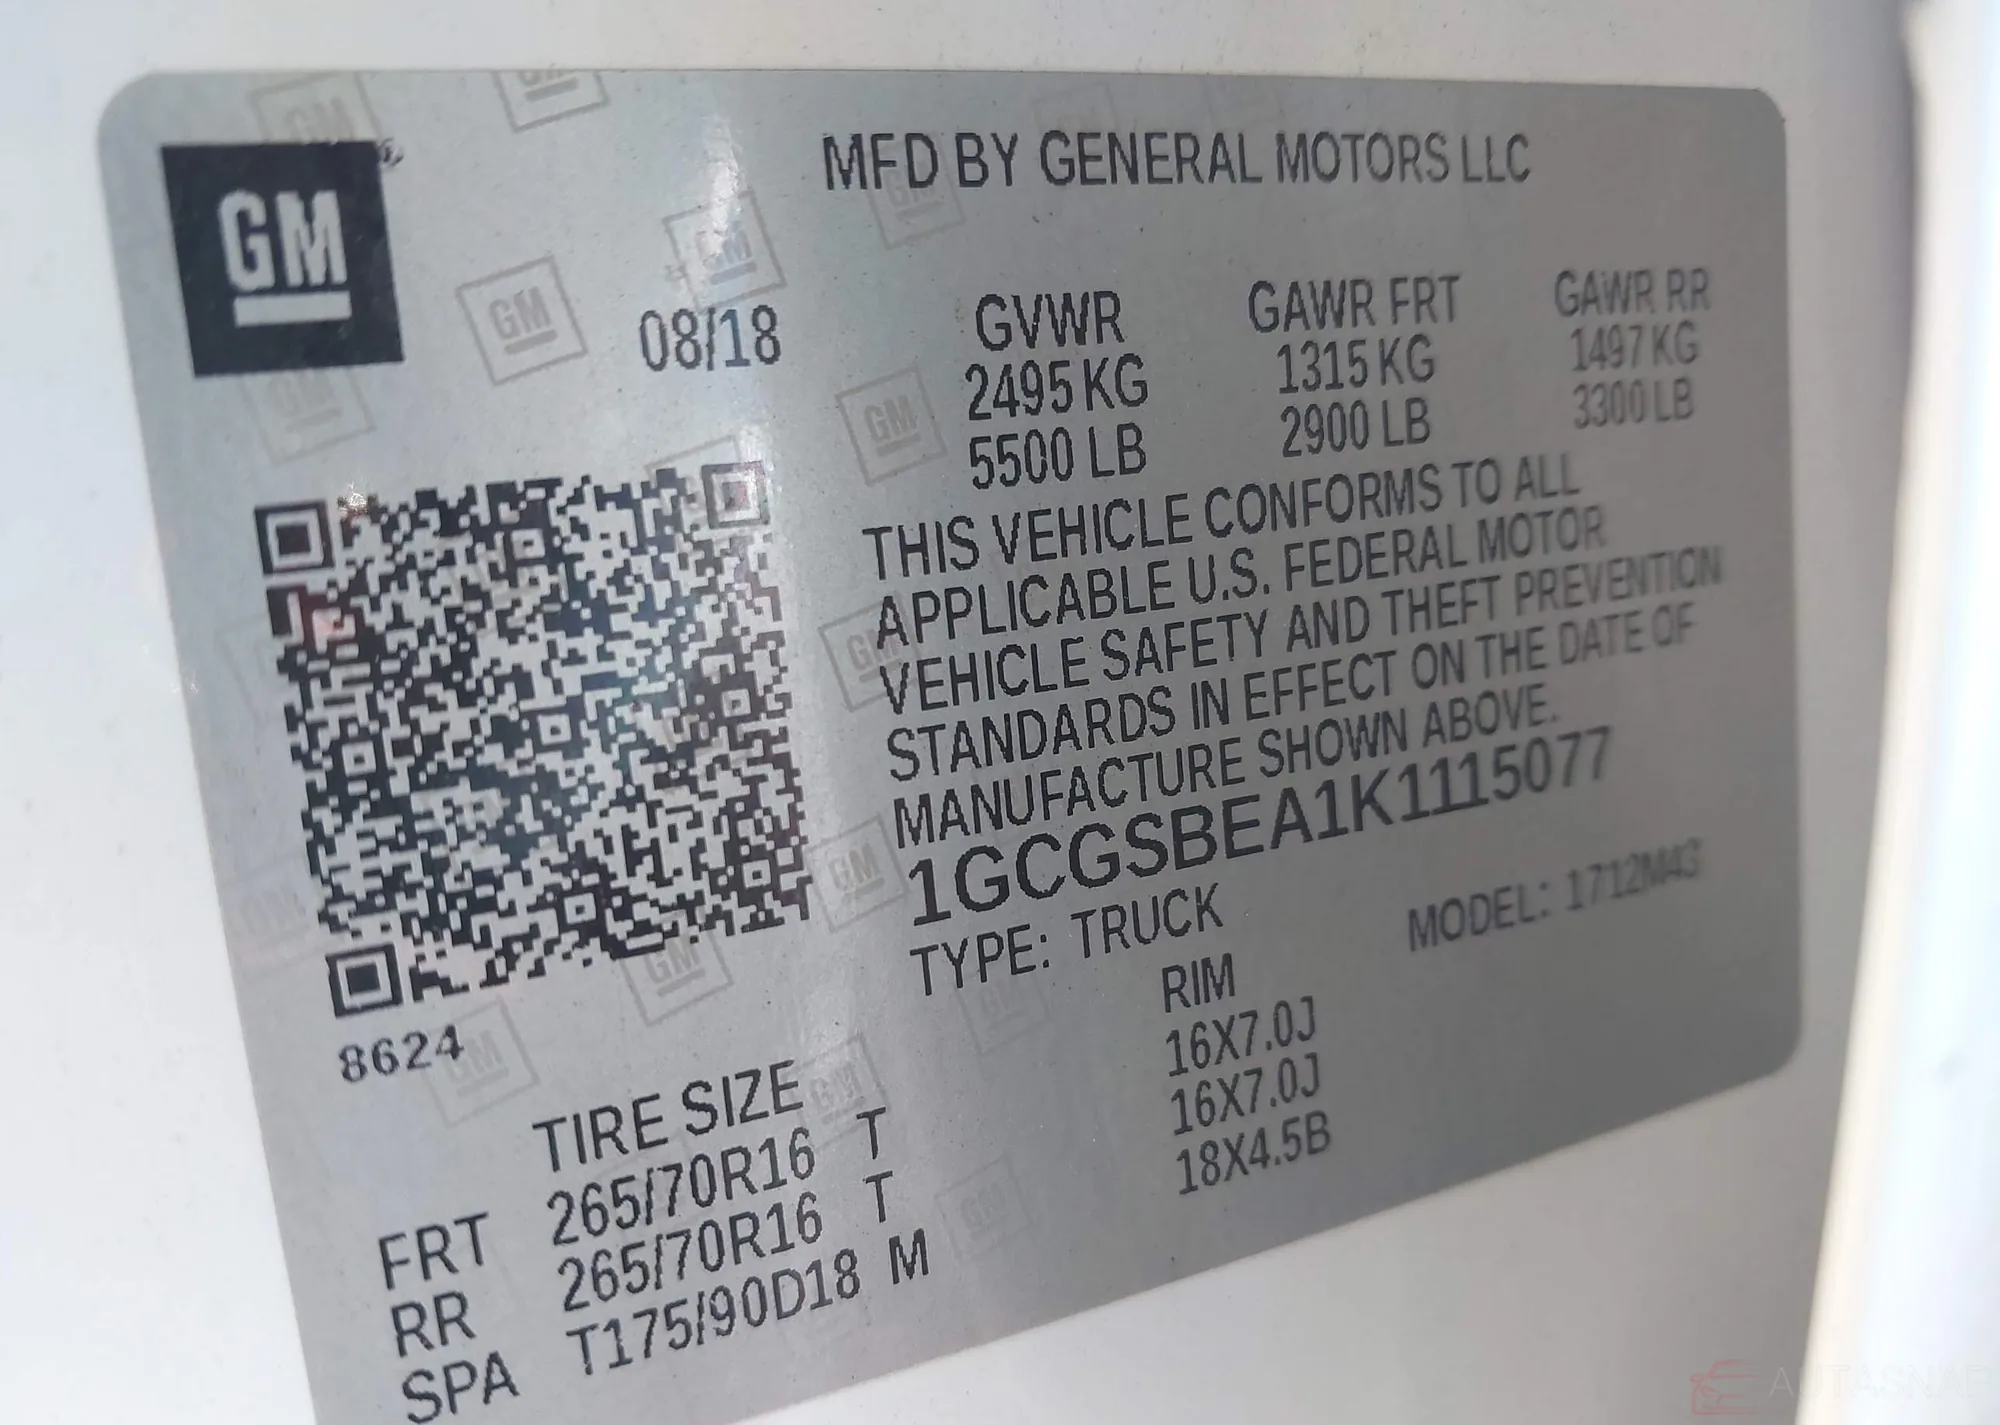 GM
MFD BY GENERAL MOTORS LLC
08/18
GVWR GAWR FRT GAWR RR
2495 KG 1315 KG 1497 KG
5500 LB 2900 LB 3300 LB
THIS VEHICLE CONFORMS TO ALL
APPLICABLE U.S. FEDERAL MOTOR
VEHICLE SAFETY AND THEFT PREVENTION
STANDARDS IN EFFECT ON THE DATE OF
MANUFACTURE SHOWN ABOVE.
1GCGSBEA1K1115077
TYPE: TRUCK MODEL: 1712M43
8624
TIRE SIZE RIM
FRT 265/70R16 T 16X7.0J
RR 265/70R16 T 16X7.0J
SPA T175/90D18 M 18X4.5B